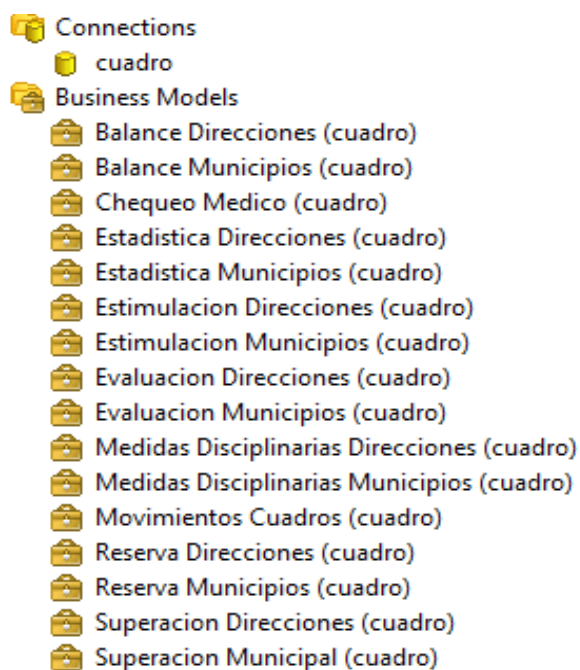 Connections
cuadro
Business Models
Balance Direcciones (cuadro)
Balance Municipios (cuadro)
Chequeo Medico (cuadro)
Estadistica Direcciones (cuadro)
Estadistica Municipios (cuadro)
Estimulacion Direcciones (cuadro)
Estimulacion Municipios (cuadro)
Evaluacion Direcciones (cuadro)
Evaluacion Municipios (cuadro)
Medidas Disciplinarias Direcciones (cuadro)
Medidas Disciplinarias Municipios (cuadro)
Movimientos Cuadros (cuadro)
Reserva Direcciones (cuadro)
Reserva Municipios (cuadro)
Superacion Direcciones (cuadro)
Superacion Municipal (cuadro)